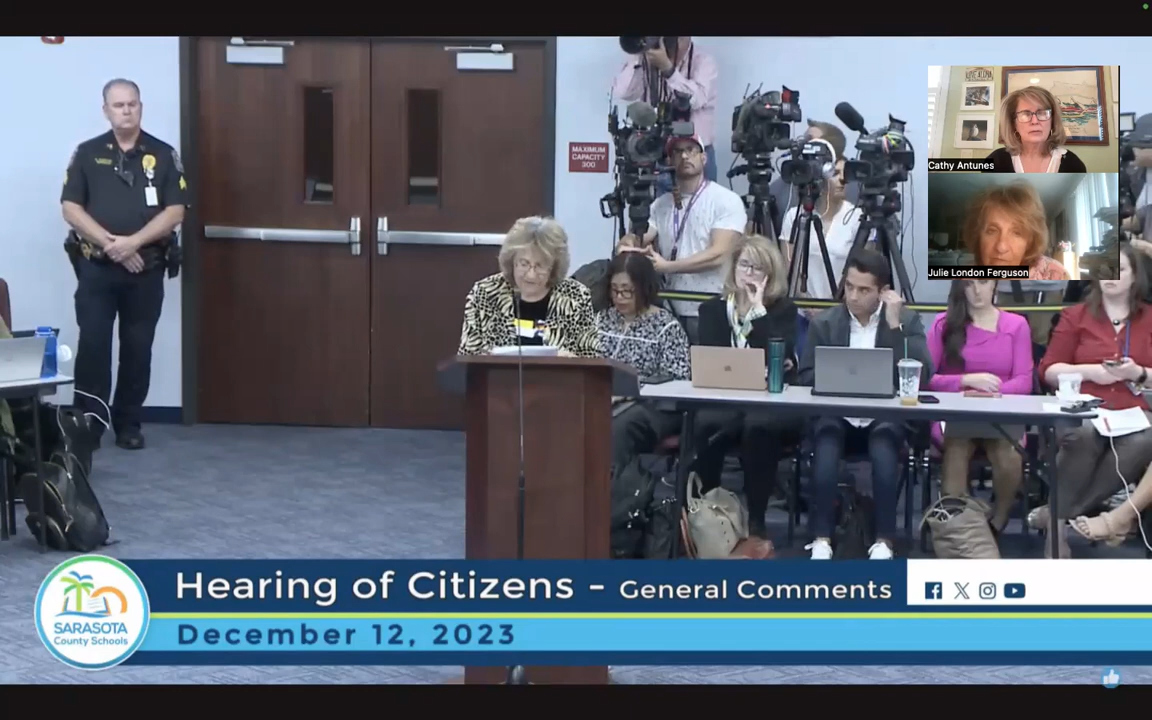 MAXIMUM
CAPACITY
300
Cathy Antunes
Julie London Ferguson
Hearing of Citizens - General Comments
December 12, 2023
SARASOTA
County Schools